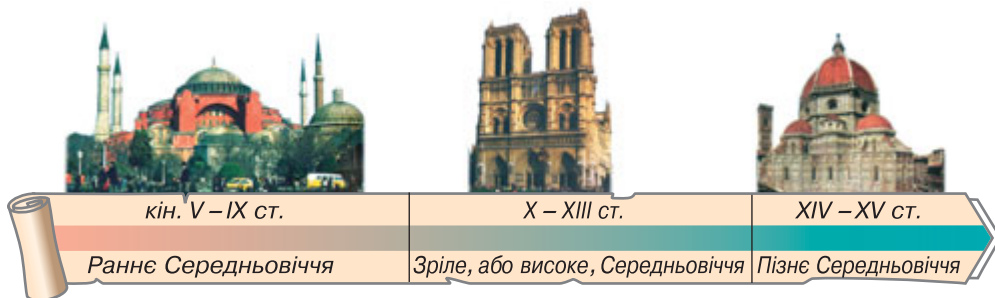 кін. V – IX ст.
X – XIII ст.
XIV – XV ст.
Раннє Середньовіччя
Зріле, або високе, Середньовіччя
Пізнє Середньовіччя